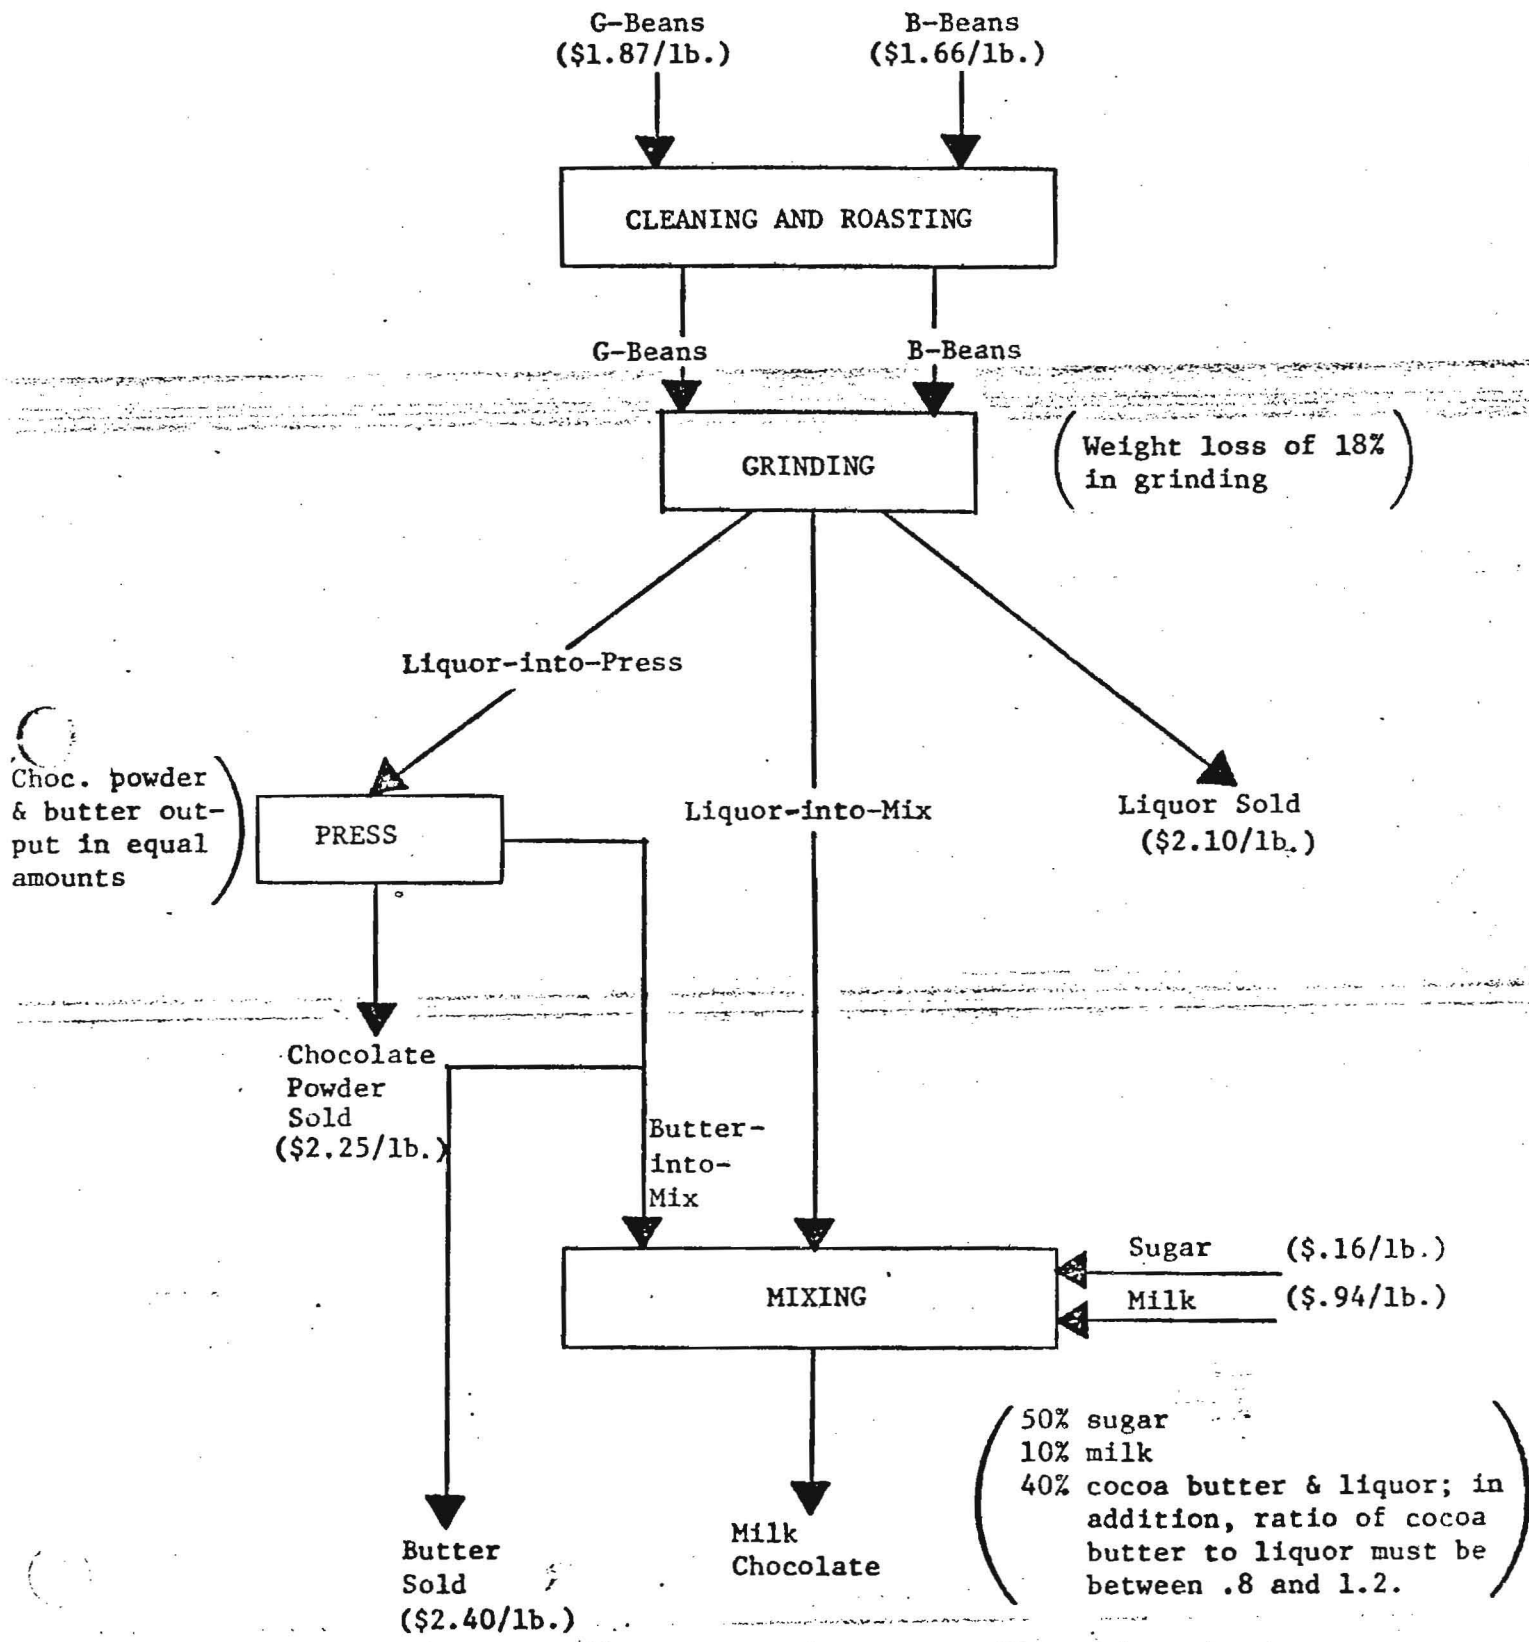 G-Beans
($1.87/lb.)
B-Beans
($1.66/lb.)
CLEANING AND ROASTING
G-Beans
B-Beans
GRINDING
Weight loss of 18%
in grinding
Liquor-into-Press
Choc. powder
& butter out-
put in equal
amounts
PRESS
Liquor-into-Mix
Liquor Sold
($2.10/lb.)
Chocolate
Powder
Sold
($2.25/lb.)
Butter-
into-
Mix
Sugar ($.16/lb.)
Milk ($.94/lb.)
MIXING
50% sugar
10% milk
40% cocoa butter & liquor; in
addition, ratio of cocoa
butter to liquor must be
between .8 and 1.2.
Butter
Sold
($2.40/lb.)
Milk
Chocolate